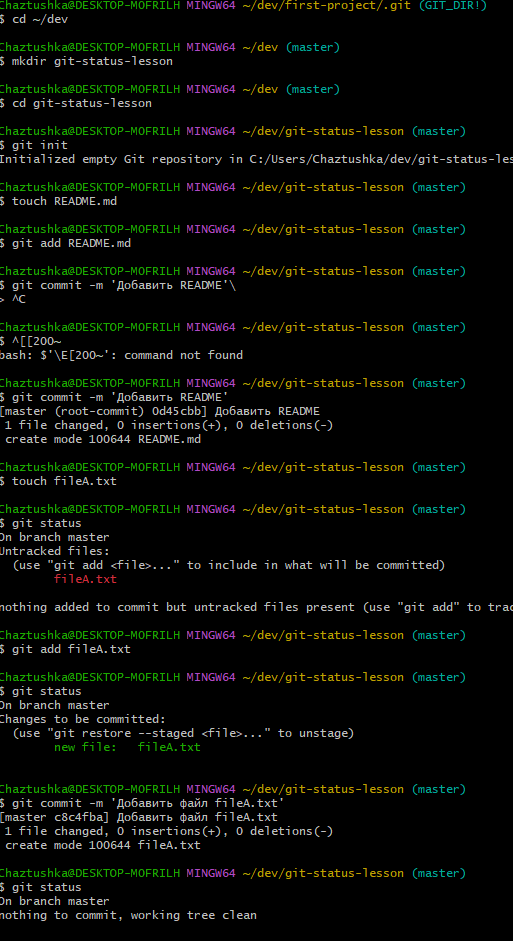 Chaztushka@DESKTOP-MOFRILH MINGW64 ~/dev/first-project/.git (GIT_DIR!)
$ cd ~/dev
Chaztushka@DESKTOP-MOFRILH MINGW64 ~/dev (master)
$ mkdir git-status-lesson
Chaztushka@DESKTOP-MOFRILH MINGW64 ~/dev (master)
$ cd git-status-lesson
Chaztushka@DESKTOP-MOFRILH MINGW64 ~/dev/git-status-lesson (master)
$ git init
Initialized empty Git repository in C:/Users/Chaztushka/dev/git-status-les
Chaztushka@DESKTOP-MOFRILH MINGW64 ~/dev/git-status-lesson (master)
$ touch README.md
Chaztushka@DESKTOP-MOFRILH MINGW64 ~/dev/git-status-lesson (master)
$ git add README.md
Chaztushka@DESKTOP-MOFRILH MINGW64 ~/dev/git-status-lesson (master)
$ git commit -m 'Добавить README'\
> ^C
Chaztushka@DESKTOP-MOFRILH MINGW64 ~/dev/git-status-lesson (master)
$ ^[[200~
bash: $'\E[200~': command not found
Chaztushka@DESKTOP-MOFRILH MINGW64 ~/dev/git-status-lesson (master)
$ git commit -m 'Добавить README'
[master (root-commit) 0d45cbb] Добавить README
1 file changed, 0 insertions(+), 0 deletions(-)
create mode 100644 README.md
Chaztushka@DESKTOP-MOFRILH MINGW64 ~/dev/git-status-lesson (master)
$ touch fileA.txt
Chaztushka@DESKTOP-MOFRILH MINGW64 ~/dev/git-status-lesson (master)
$ git status
On branch master
Untracked files:
(use "git add <file>..." to include in what will be committed)
fileA.txt
nothing added to commit but untracked files present (use "git add" to trac
Chaztushka@DESKTOP-MOFRILH MINGW64 ~/dev/git-status-lesson (master)
$ git add fileA.txt
Chaztushka@DESKTOP-MOFRILH MINGW64 ~/dev/git-status-lesson (master)
$ git status
On branch master
Changes to be committed:
(use "git restore --staged <file>..." to unstage)
new file: fileA.txt
Chaztushka@DESKTOP-MOFRILH MINGW64 ~/dev/git-status-lesson (master)
$ git commit -m 'Добавить файл fileA.txt'
[master c8c4fba] Добавить файл fileA.txt
1 file changed, 0 insertions(+), 0 deletions(-)
create mode 100644 fileA.txt
Chaztushka@DESKTOP-MOFRILH MINGW64 ~/dev/git-status-lesson (master)
$ git status
On branch master
nothing to commit, working tree clean